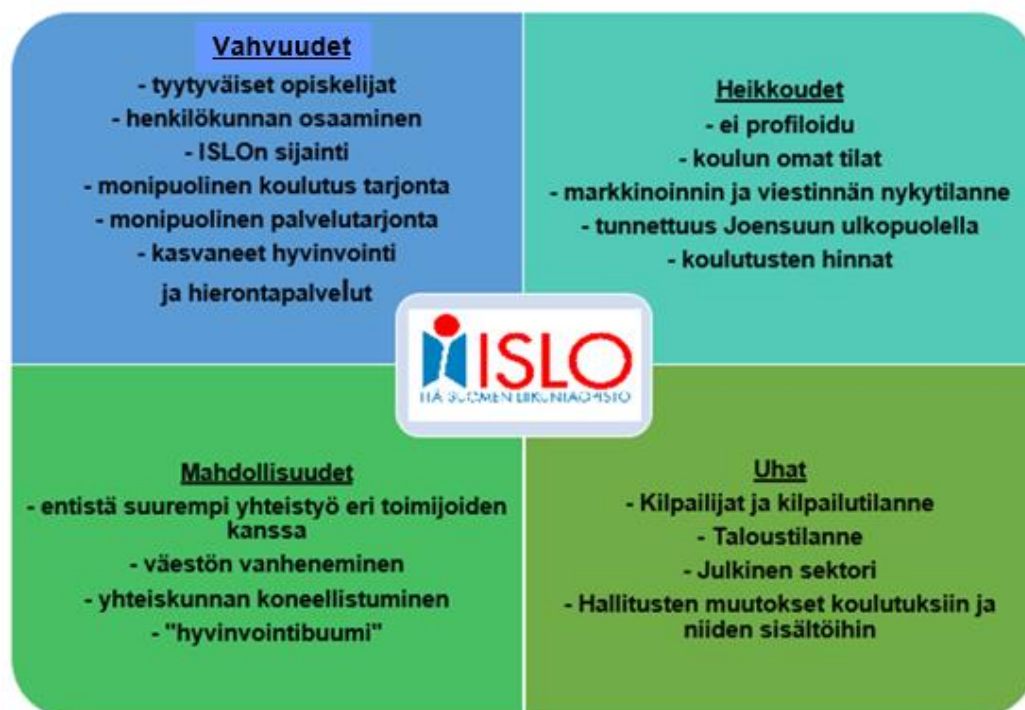 Vahvuudet
- tyytyväiset opiskelijat
- henkilökunnan osaaminen
- ISLOn sijainti
- monipuolinen koulutus tarjonta
- monipuolinen palvelutarjonta
- kasvaneet hyvinvointi
ja hierontapalvelut
Heikkoudet
- ei profiloidu
- koulun omat tilat
- markkinoinnin ja viestinnän nykytilanne
- tunnettuus Joensuun ulkopuolella
- koulutusten hinnat
ISLO
ITÄ-SUOMEN LIIKUNTAOPISTO
Mahdollisuudet
- entistä suurempi yhteistyö eri toimijoiden
kanssa
- väestön vanheneminen
- yhteiskunnan koneellistuminen
- "hyvinvointibuumi"
Uhat
- Kilpailijat ja kilpailutilanne
- Taloustilanne
- Julkinen sektori
- Hallitusten muutokset koulutuksiin ja
niiden sisältöihin